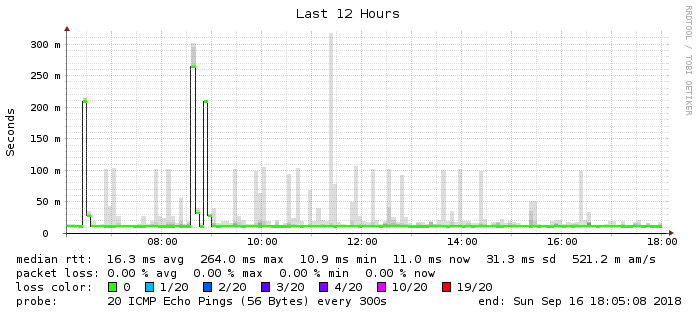 Last 12 Hours
RRDTOOL / TOBI OETIKER
Seconds
300 m
250 m
200 m
150 m
100 m
50 m
0
08:00 10:00 12:00 14:00 16:00 18:00
median rtt: 16.3 ms avg 264.0 ms max 10.9 ms min 11.0 ms now 31.3 ms sd 521.2 m am/s
packet loss: 0.00 % avg 0.00 % max 0.00 % min 0.00 % now
loss color: 0 1/20 2/20 3/20 4/20 10/20 19/20
probe: 20 ICMP Echo Pings (56 Bytes) every 300s end: Sun Sep 16 18:05:08 2018